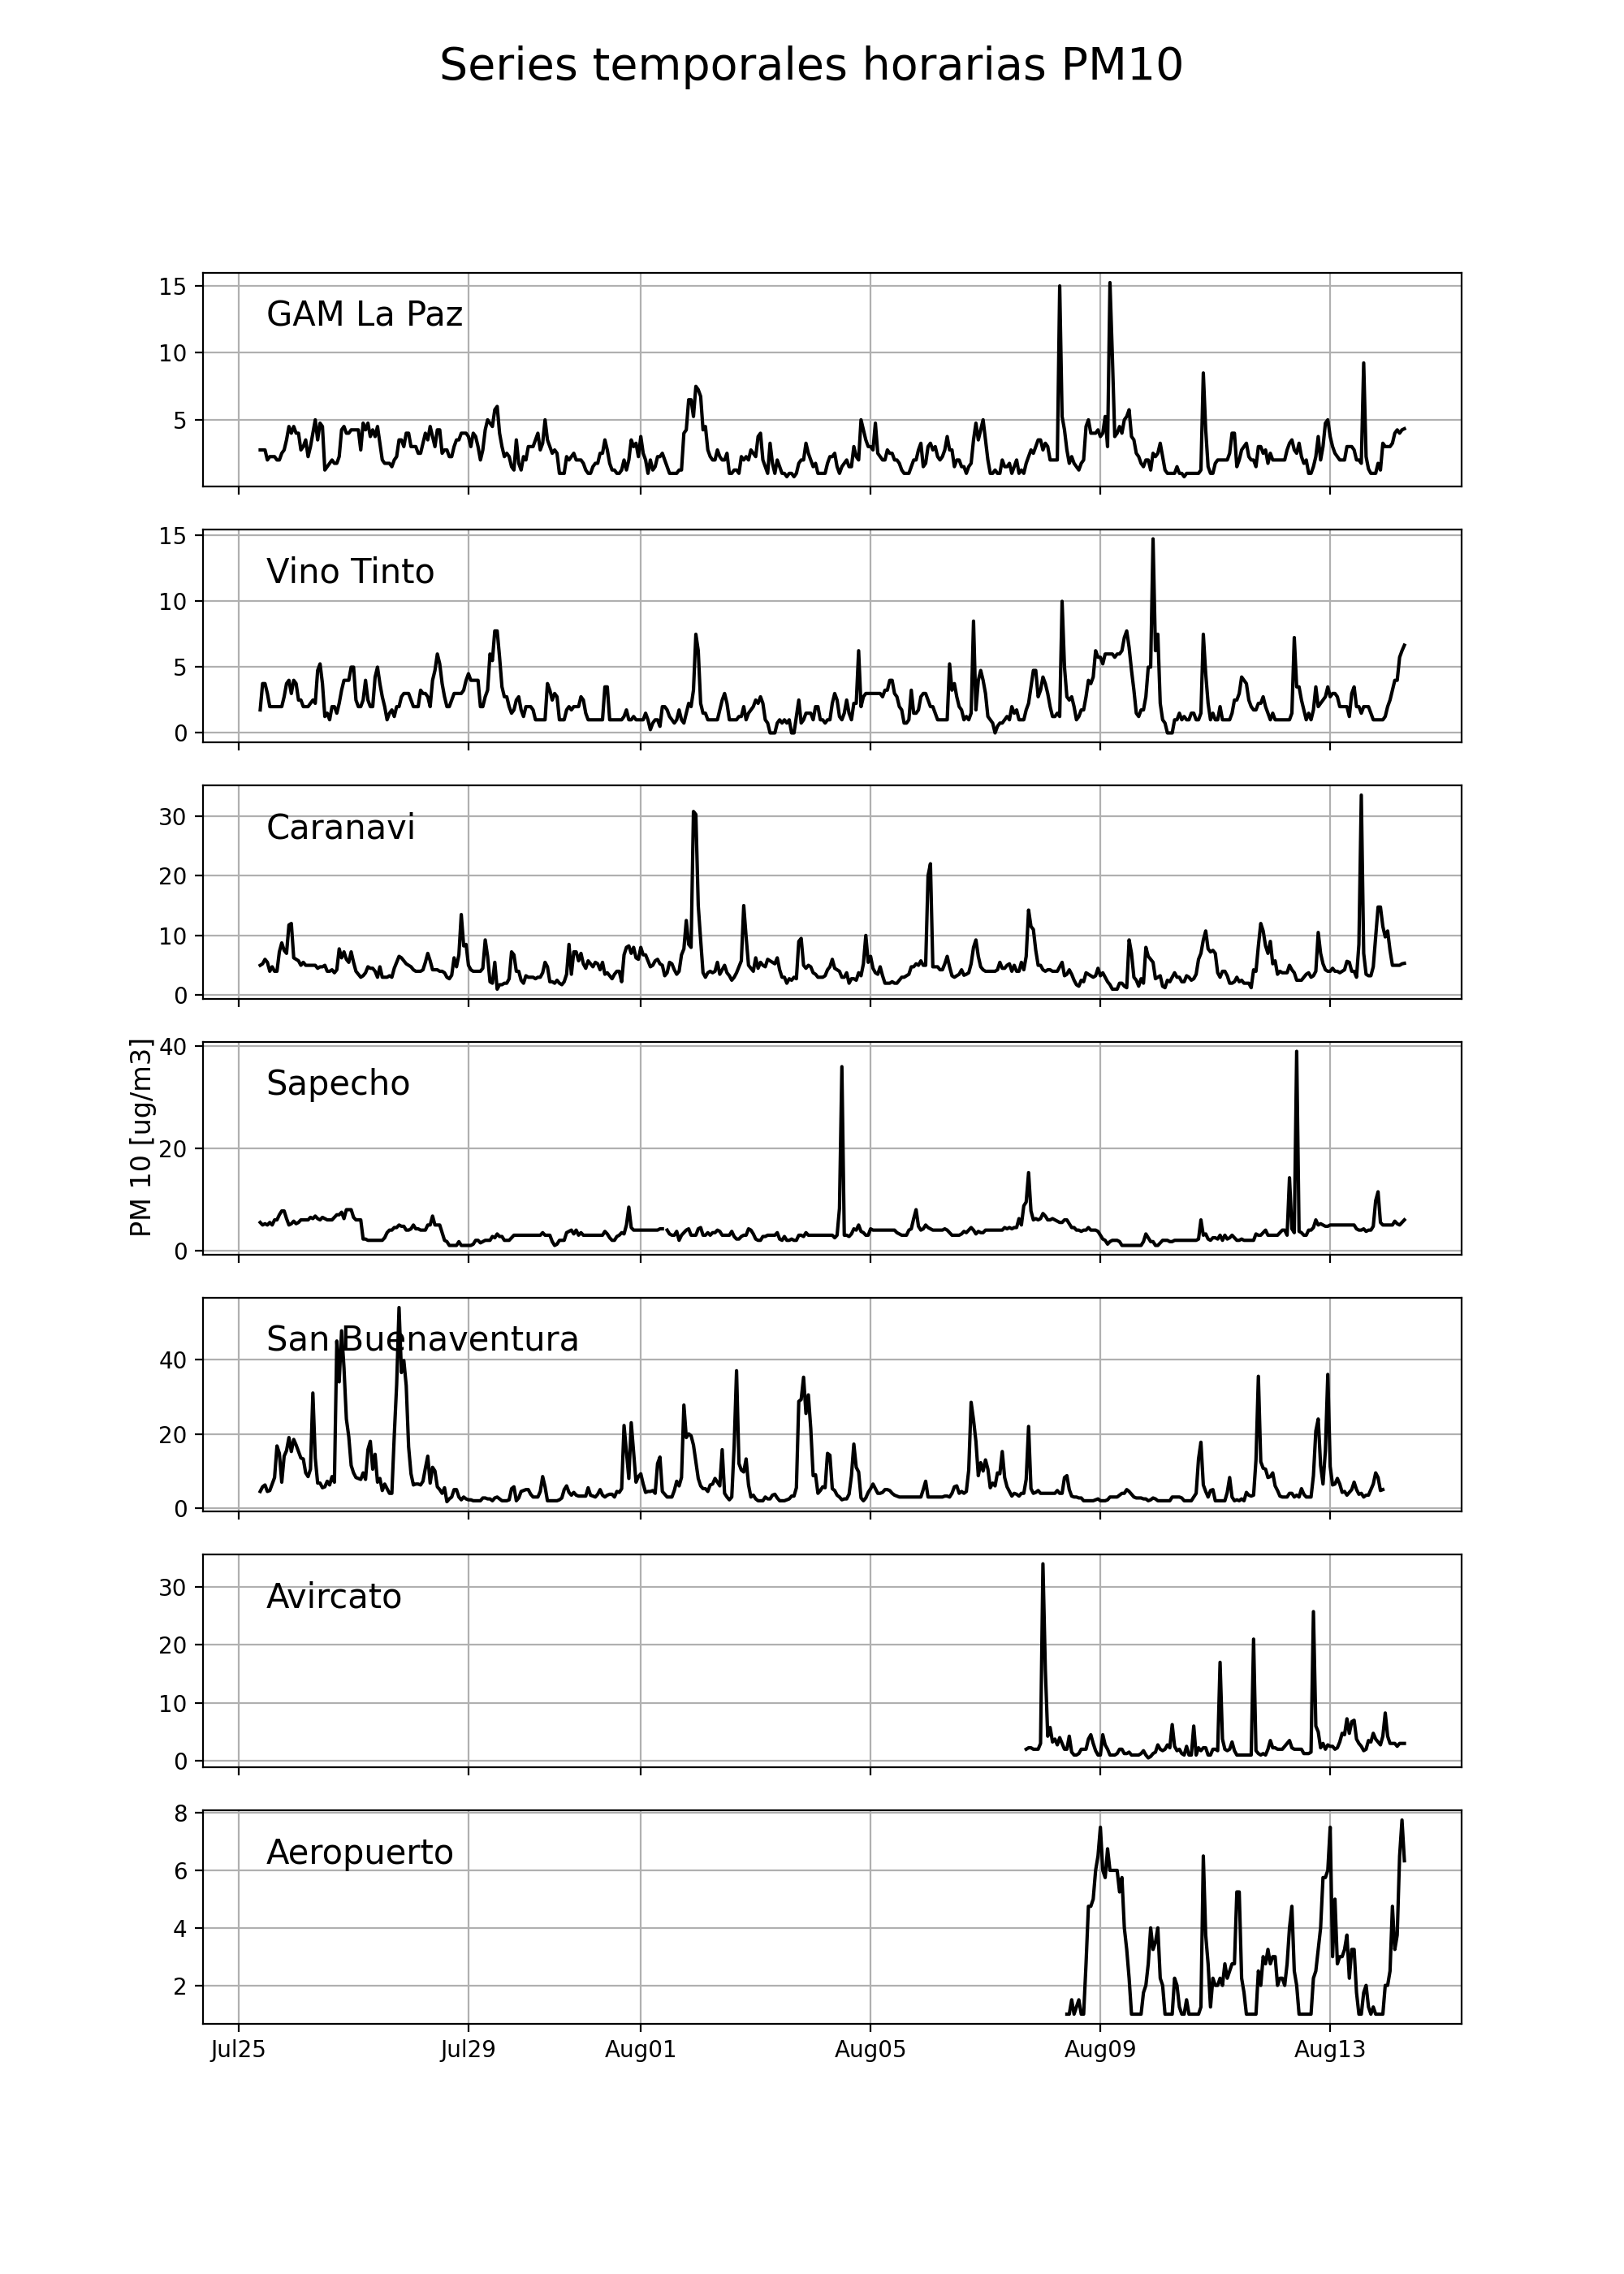 Series temporales horarias PM10
15
GAM La Paz
10
5
15
Vino Tinto
10
5
0
30
Caranavi
20
10
0
PM 10 [ug/m3]
40
Sapecho
20
0
San Buenaventura
40
20
0
30
Avircato
20
10
0
8
Aeropuerto
6
4
2
Jul25 Jul29 Aug01 Aug05 Aug09 Aug13